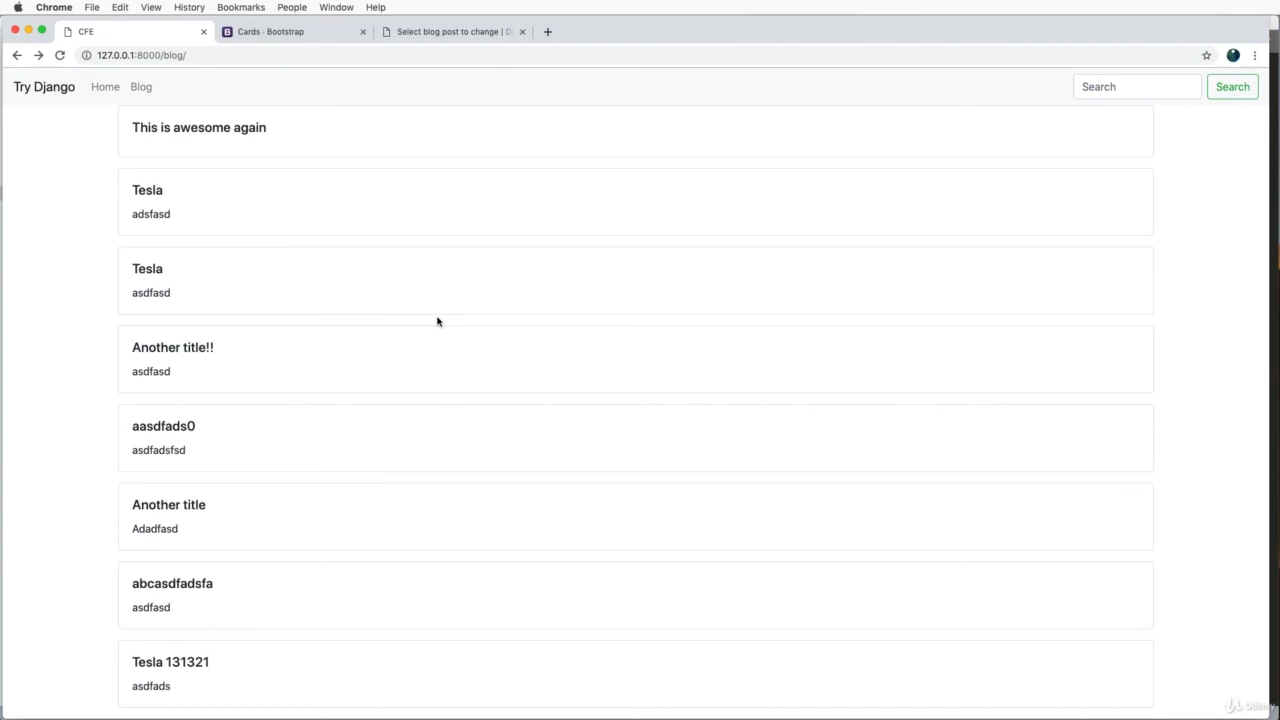 Chrome File Edit View History Bookmarks People Window Help
CFE
Cards · Bootstrap
Select blog post to change | D
127.0.0.1:8000/blog/
Try Django Home Blog Search Search
This is awesome again
Tesla
adsfasd
Tesla
asdfasd
Another title!!
asdfasd
aasdfads0
asdfadsfsd
Another title
Adadfasd
abcasdfadsfa
asdfasd
Tesla 131321
asdfads
Udemy